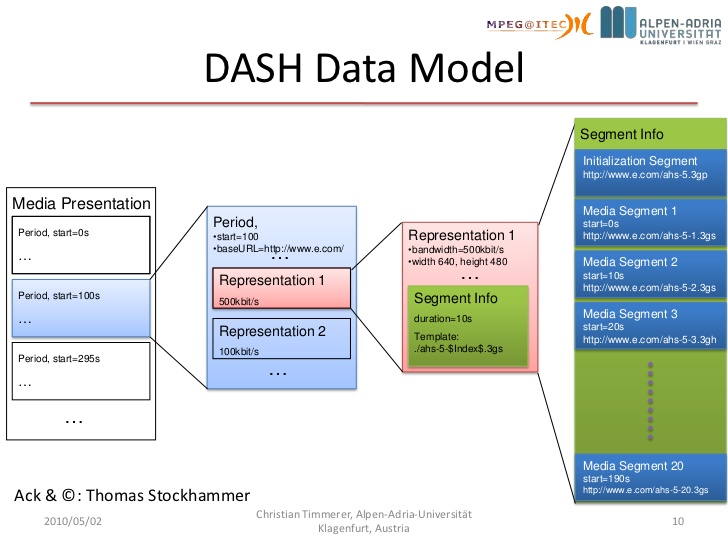 MPEG@ITEC
ALPEN-ADRIA
UNIVERSITÄT
KLAGENFURT | WIEN GRAZ
DASH Data Model
Media Presentation
Period, start=0s
…
Period, start=100s
…
Period, start=295s
…
…
Period,
•start=100
•baseURL=http://www.e.com/
…
Representation 1
500kbit/s
Representation 2
100kbit/s
…
Representation 1
•bandwidth=500kbit/s
•width 640, height 480
…
Segment Info
duration=10s
Template:
./ahs-5-$Index$.3gs
Segment Info
Initialization Segment
http://www.e.com/ahs-5.3gp
Media Segment 1
start=0s
http://www.e.com/ahs-5-1.3gs
Media Segment 2
start=10s
http://www.e.com/ahs-5-2.3gs
Media Segment 3
start=20s
http://www.e.com/ahs-5-3.3gh
Media Segment 20
start=190s
http://www.e.com/ahs-5-20.3gs
Ack & ©: Thomas Stockhammer
2010/05/02
Christian Timmerer, Alpen-Adria-Universität
Klagenfurt, Austria
10